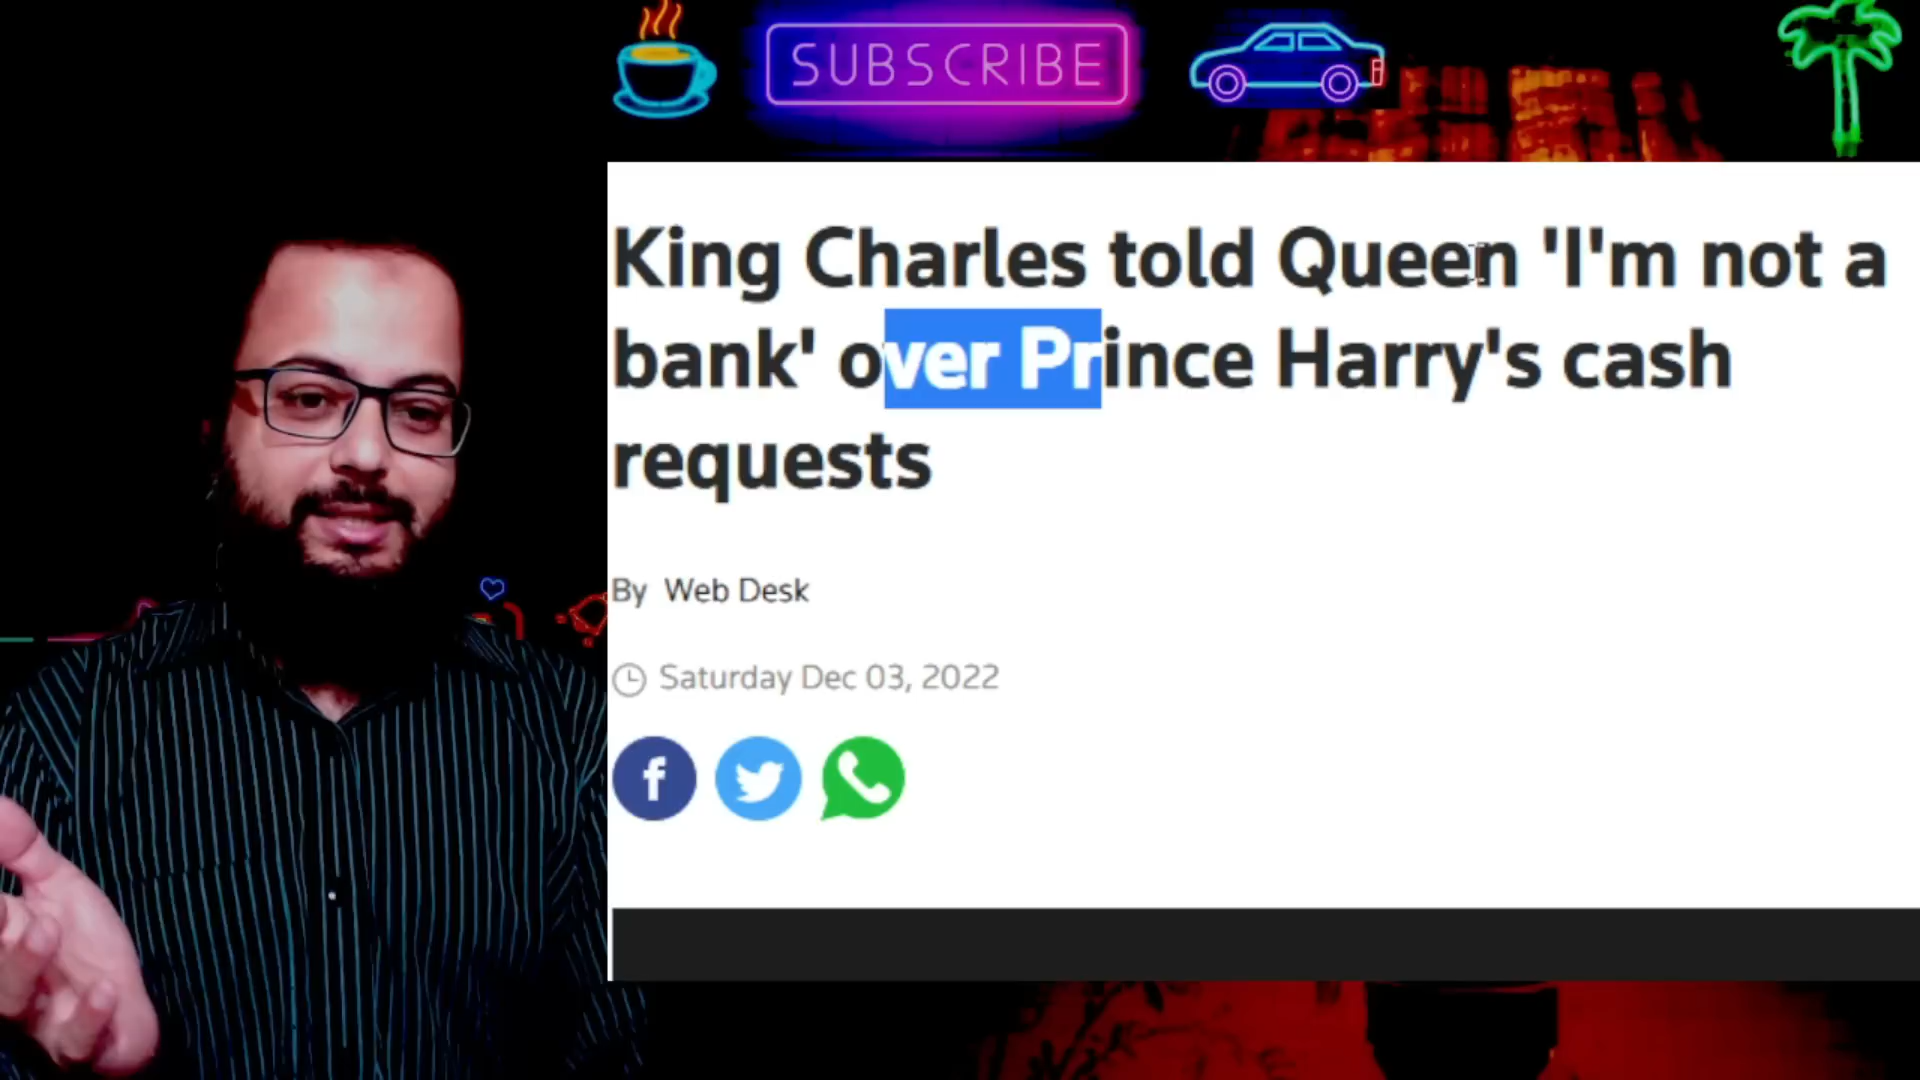 SUBSCRIBE
King Charles told Queen 'I'm not a
bank' over Prince Harry's cash
requests
By Web Desk
Saturday Dec 03, 2022
f